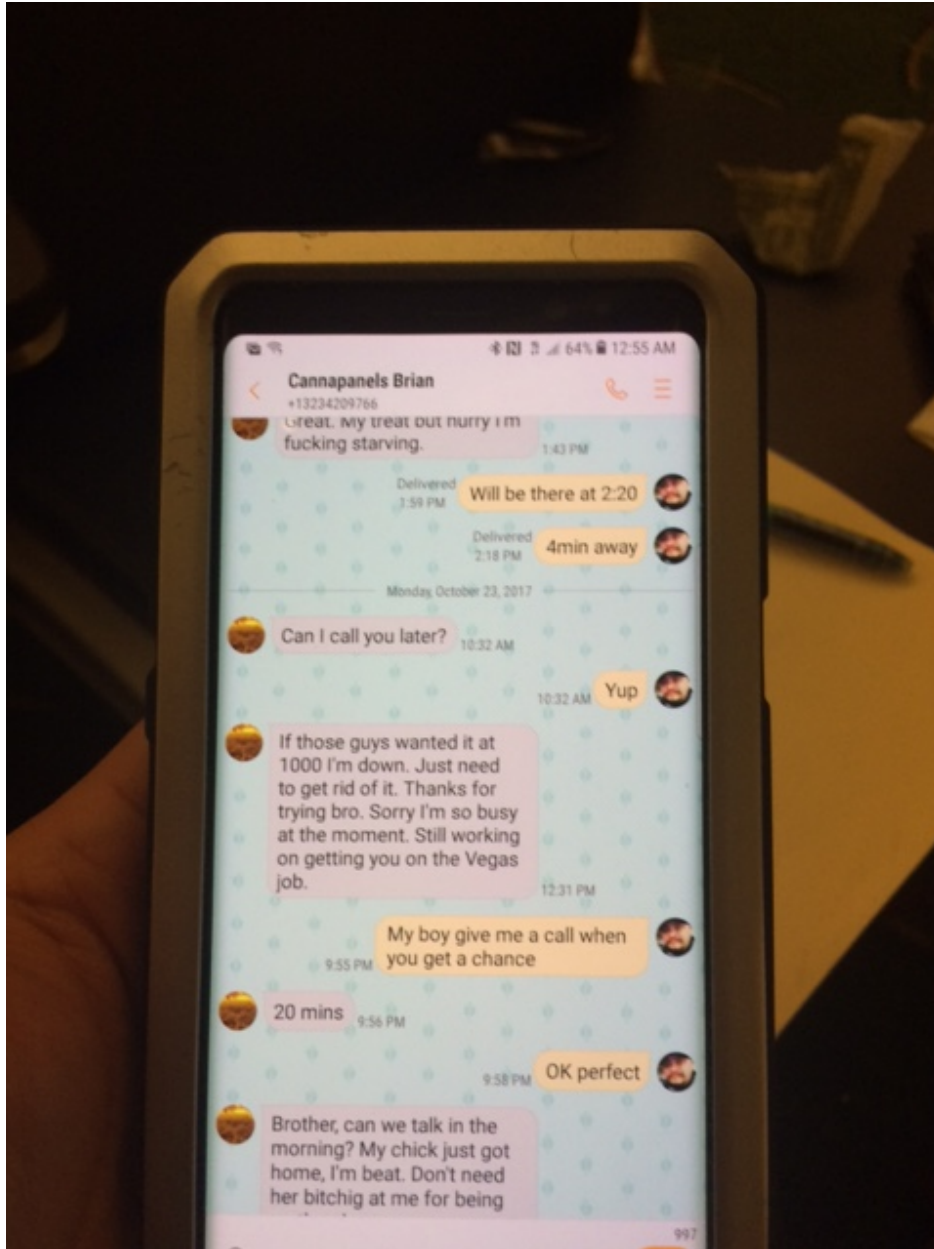 64% 12:55 AM
Cannapanels Brian
+13234209766
Great. My treat but hurry I'm
fucking starving.
1:43 PM
Delivered
1:59 PM
Will be there at 2:20
Delivered
2:18 PM
4min away
Monday, October 23, 2017
Can I call you later?
10:32 AM
10:32 AM
Yup
If those guys wanted it at
1000 I'm down. Just need
to get rid of it. Thanks for
trying bro. Sorry I'm so busy
at the moment. Still working
on getting you on the Vegas
job.
12:31 PM
My boy give me a call when
you get a chance
9:55 PM
20 mins
9:56 PM
9:58 PM
OK perfect
Brother, can we talk in the
morning? My chick just got
home, I'm beat. Don't need
her bitchig at me for being
997